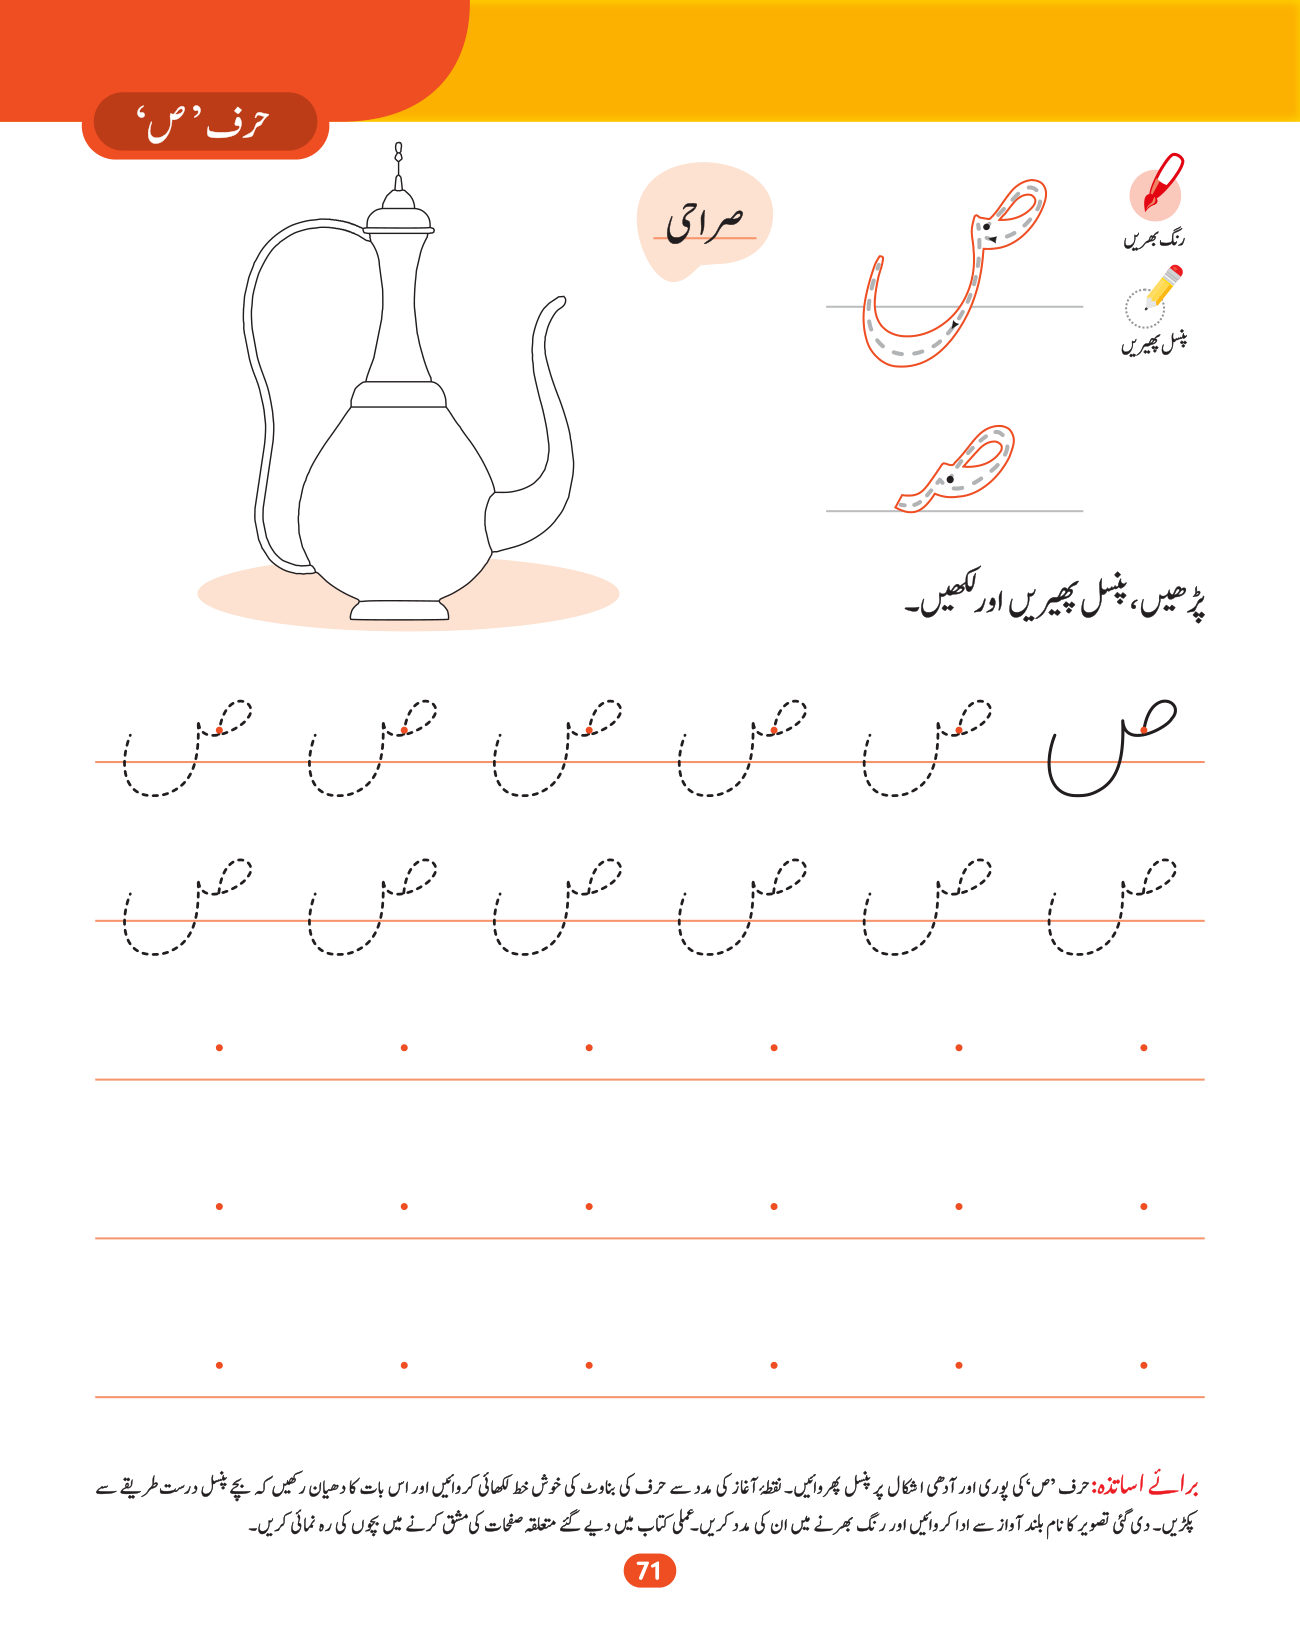 حرف ’ص‘
صراحی
رنگ بھریں
پنسل پھیریں
پڑھیں، پنسل پھیریں اور لکھیں۔
ص ص ص ص ص ص
ص ص ص ص ص ص
برائے اساتذہ: حرف ’ص‘ کی پوری اور آدھی اشکال پر پنسل پھروائیں۔ نقطۂ آغاز کی مدد سے حرف کی بناوٹ کی خوش خط لکھائی کروائیں اور اس بات کا دھیان رکھیں کہ بچے پنسل درست طریقے سے
پکڑیں۔ دی گئی تصویر کا نام بلند آواز سے ادا کروائیں اور رنگ بھرنے میں ان کی مدد کریں۔ عملی کتاب میں دیے گئے متعلقہ صفحات کی مشق کرنے میں بچوں کی رہ نمائی کریں۔
71